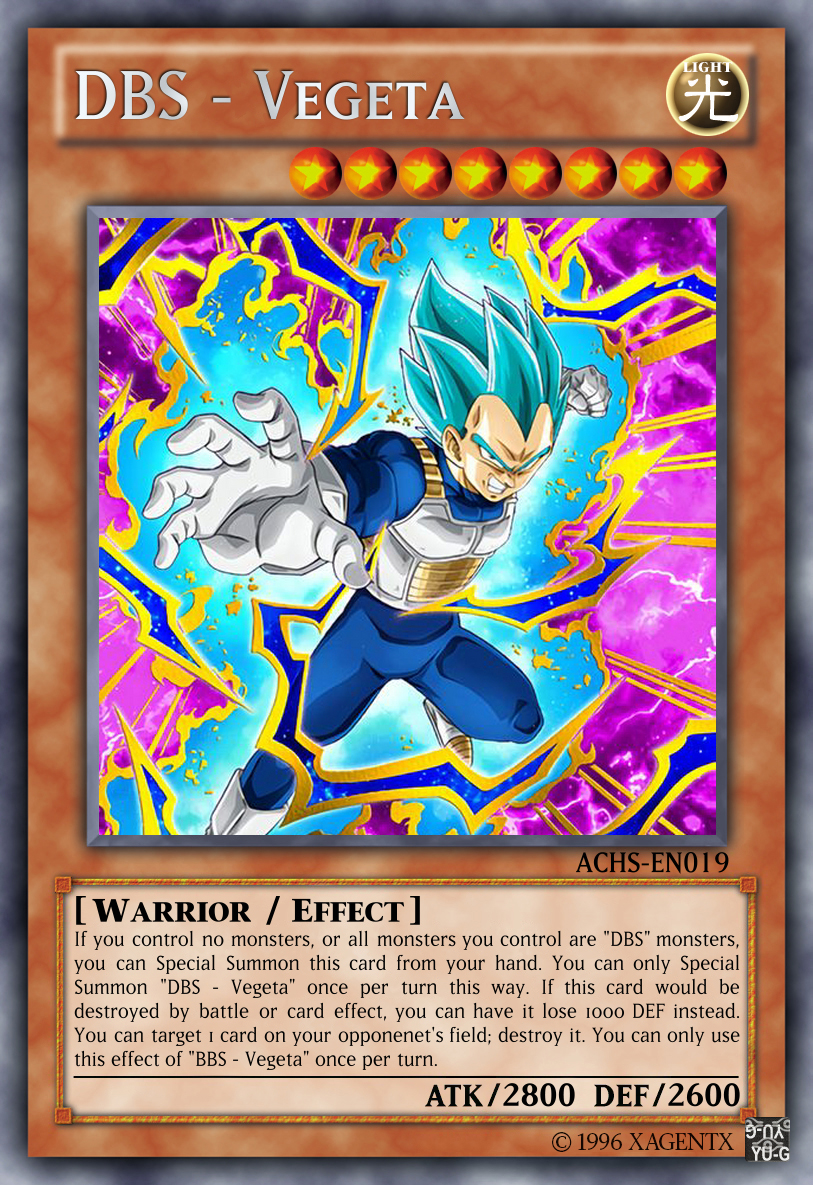 DBS - Vegeta
LIGHT
光
ACHS-EN019
[ Warrior / Effect ]
If you control no monsters, or all monsters you control are "DBS" monsters,
you can Special Summon this card from your hand. You can only Special
Summon "DBS - Vegeta" once per turn this way. If this card would be
destroyed by battle or card effect, you can have it lose 1000 DEF instead.
You can target 1 card on your opponenet's field; destroy it. You can only use
this effect of "BBS - Vegeta" once per turn.
ATK/2800 DEF/2600
© 1996 XAGENTX
YU-G